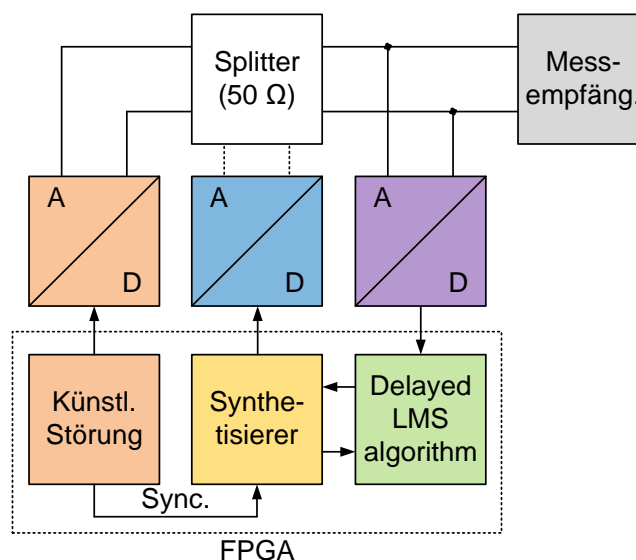 Splitter
(50 Ω)
Mess-
empfäng.
A
D
A
D
A
D
Künstl.
Störung
Synthe-
tisierer
Delayed
LMS
algorithm
Sync.
FPGA